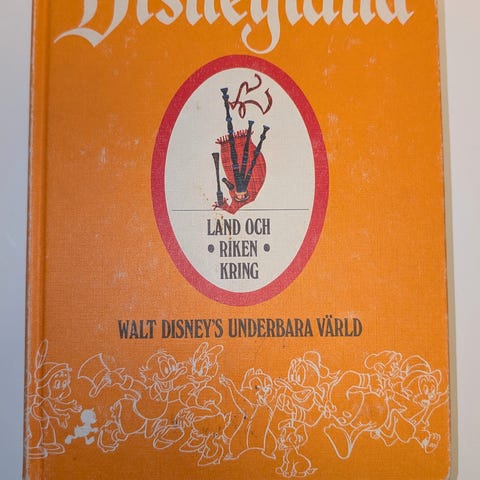 Disneyland
LAND OCH
• RIKEN •
KRING
WALT DISNEY'S UNDERBARA VÄRLD